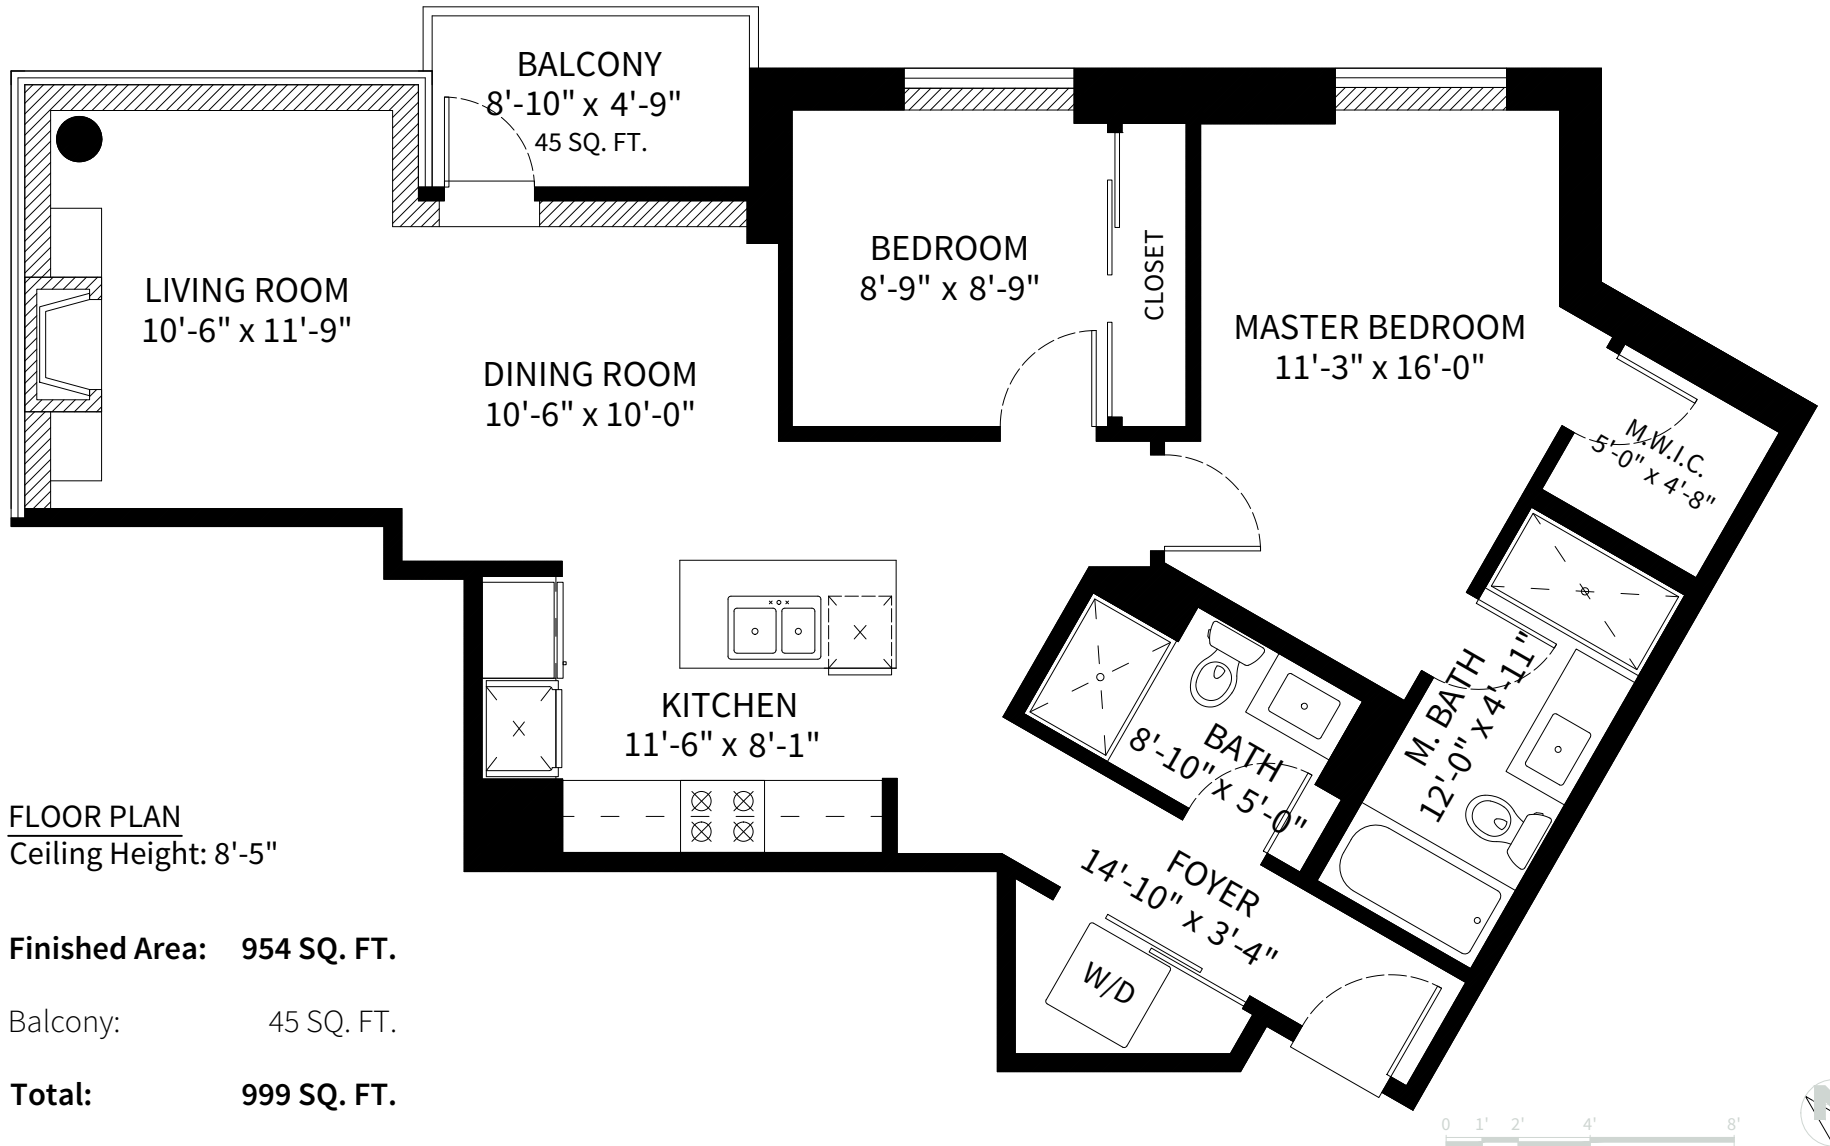 BALCONY
8'-10" x 4'-9"
45 SQ. FT.
BEDROOM
8'-9" x 8'-9"
CLOSET
LIVING ROOM
10'-6" x 11'-9"
MASTER BEDROOM
11'-3" x 16'-0"
DINING ROOM
10'-6" x 10'-0"
M.W.I.C.
5'-0" x 4'-8"
KITCHEN
11'-6" x 8'-1"
BATH
8'-10" x 5'-0"
M. BATH
12'-0" x 4'-11"
FOYER
14'-10" x 3'-4"
W/D
FLOOR PLAN
Ceiling Height: 8'-5"
Finished Area: 954 SQ. FT.
Balcony: 45 SQ. FT.
Total: 999 SQ. FT.
0 1' 2' 4' 8'